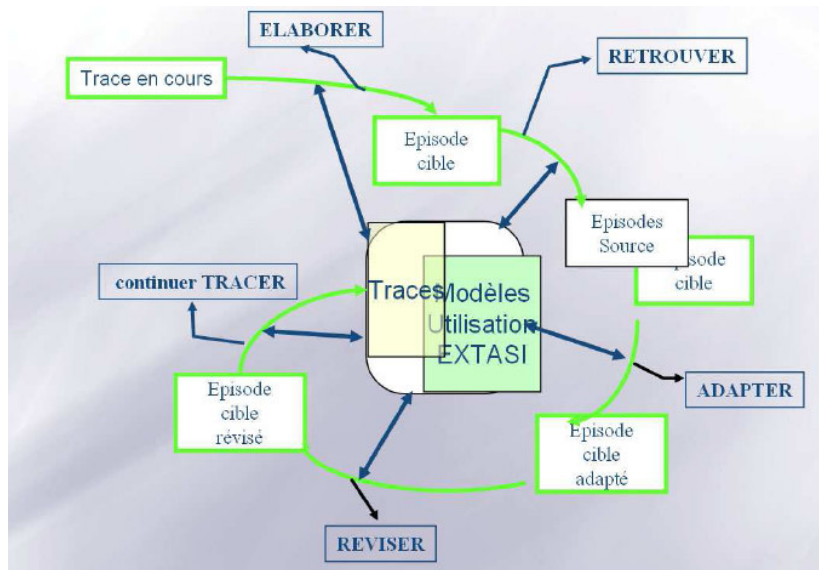 ELABORER
Trace en cours
RETROUVER
Episode
cible
Episodes
Source
Episode
cible
continuer TRACER
Traces
Modèles
Utilisation
EXTASI
ADAPTER
Episode
cible
révisé
Episode
cible
adapté
REVISER